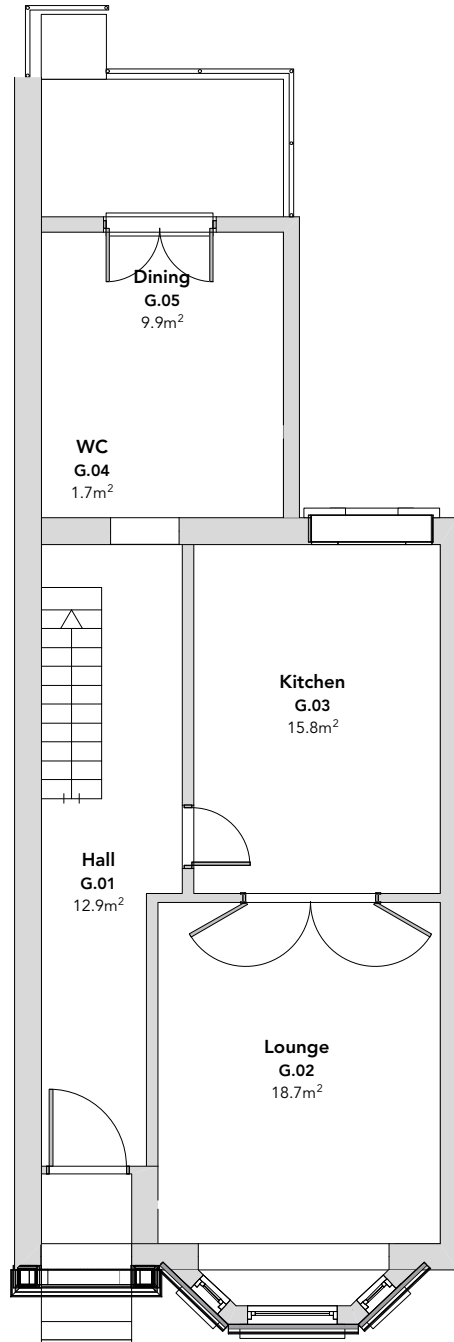 Dining
G.05
9.9m²
WC
G.04
1.7m²
Kitchen
G.03
15.8m²
Hall
G.01
12.9m²
Lounge
G.02
18.7m²